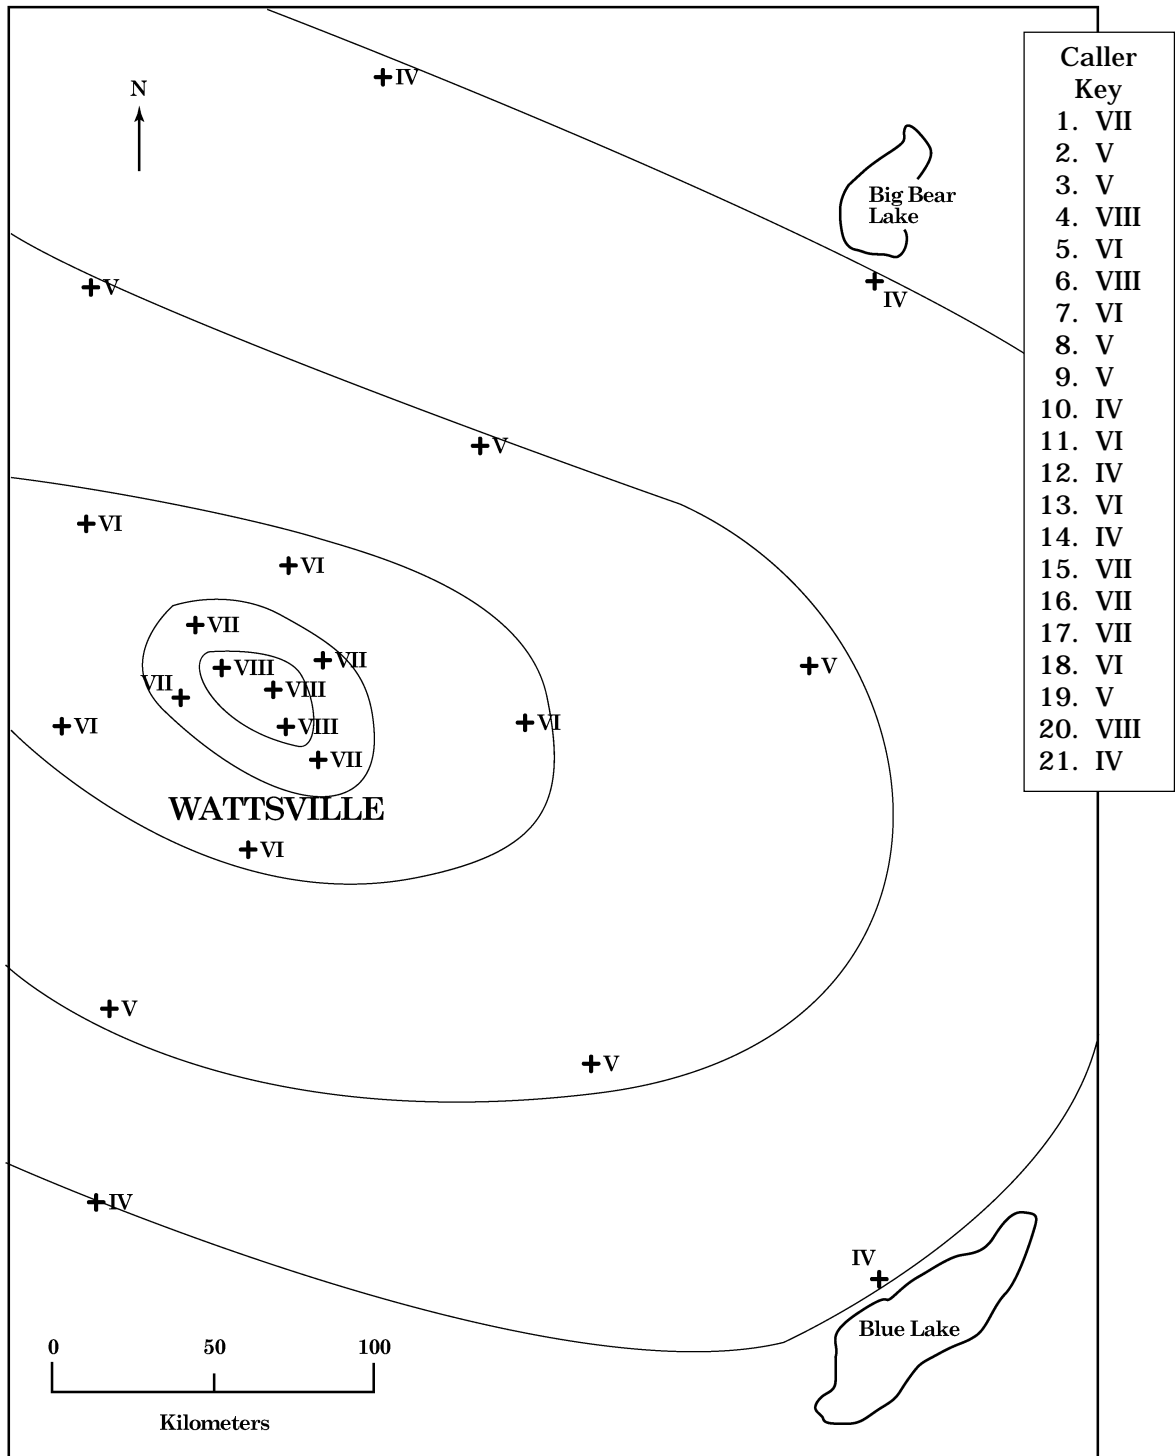 Caller
Key
1. VII
2. V
3. V
4. VIII
5. VI
6. VIII
7. VI
8. V
9. V
10. IV
11. VI
12. IV
13. VI
14. IV
15. VII
16. VII
17. VII
18. VI
19. V
20. VIII
21. IV
IV
N
Big Bear
Lake
V
IV
V
VI
VI
VII
VII
VIII
V
VII
VIII
VI
VI
VIII
VII
WATTSVILLE
VI
V
V
IV
IV
Blue Lake
0 50 100
Kilometers